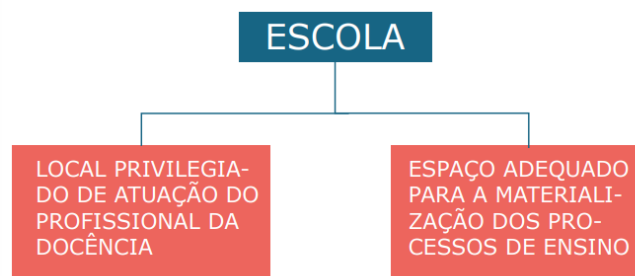 ESCOLA
LOCAL PRIVILEGIA-
DO DE ATUAÇÃO DO
PROFISSIONAL DA
DOCÊNCIA
ESPAÇO ADEQUADO
PARA A MATERIALI-
ZAÇÃO DOS PRO-
CESSOS DE ENSINO